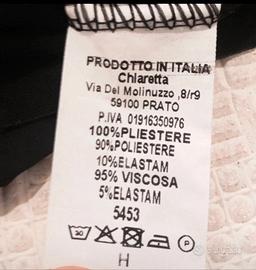 PRODOTTO IN ITALIA
Chiaretta
Via Del Molinuzzo ,8/r9
59100 PRATO
P.IVA 01916350976
100%PLIESTERE
90%POLIESTERE
10%ELASTAM
95% VISCOSA
5%ELASTAM
5453
30
P
H